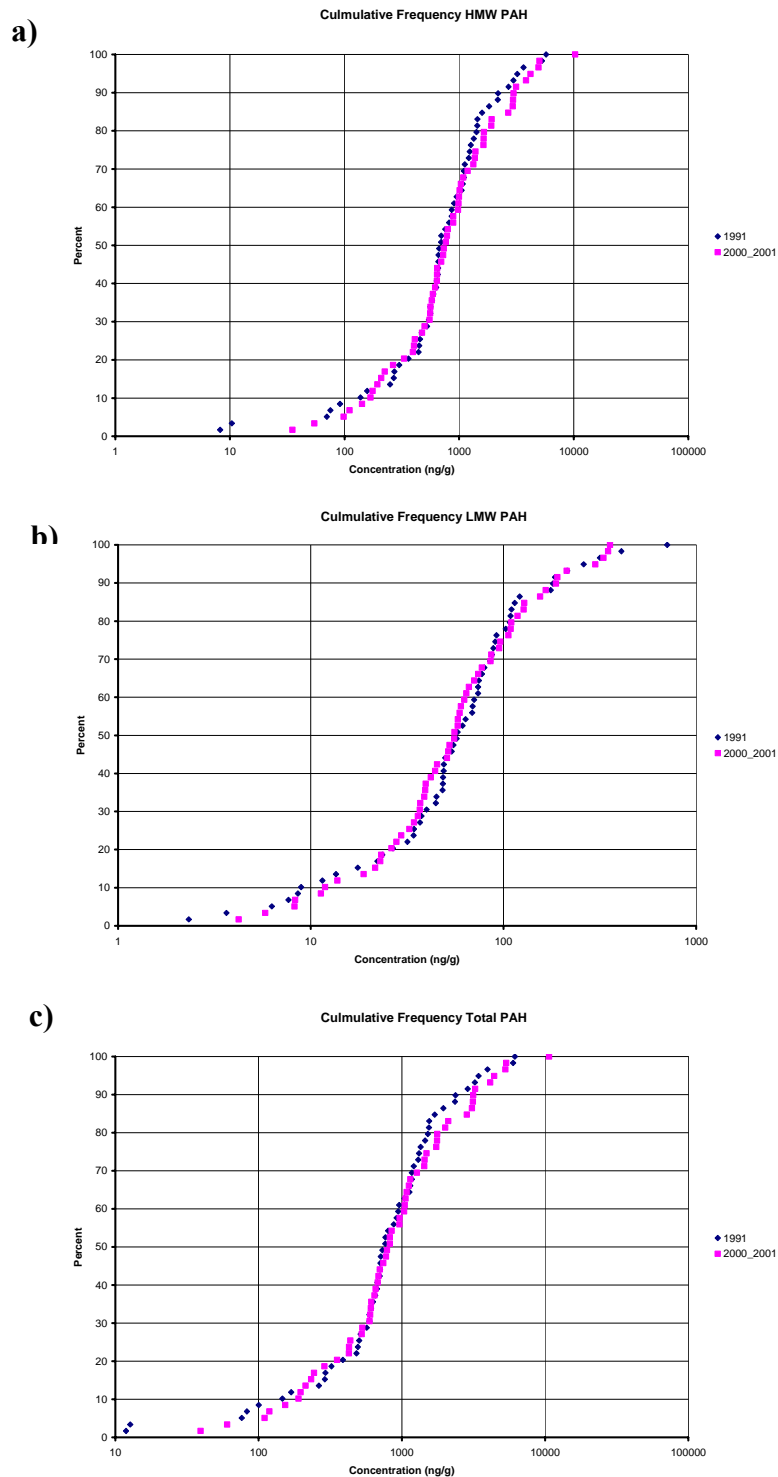 a)
Culmulative Frequency HMW PAH
100
90
80
70
60
50
40
30
20
10
0
Percent
1 10 100 1000 10000 100000
Concentration (ng/g)
1991
2000_2001
b)
Culmulative Frequency LMW PAH
100
90
80
70
60
50
40
30
20
10
0
Percent
1 10 100 1000
Concentration (ng/g)
1991
2000_2001
c)
Culmulative Frequency Total PAH
100
90
80
70
60
50
40
30
20
10
0
Percent
10 100 1000 10000 100000
Concentration (ng/g)
1991
2000_2001